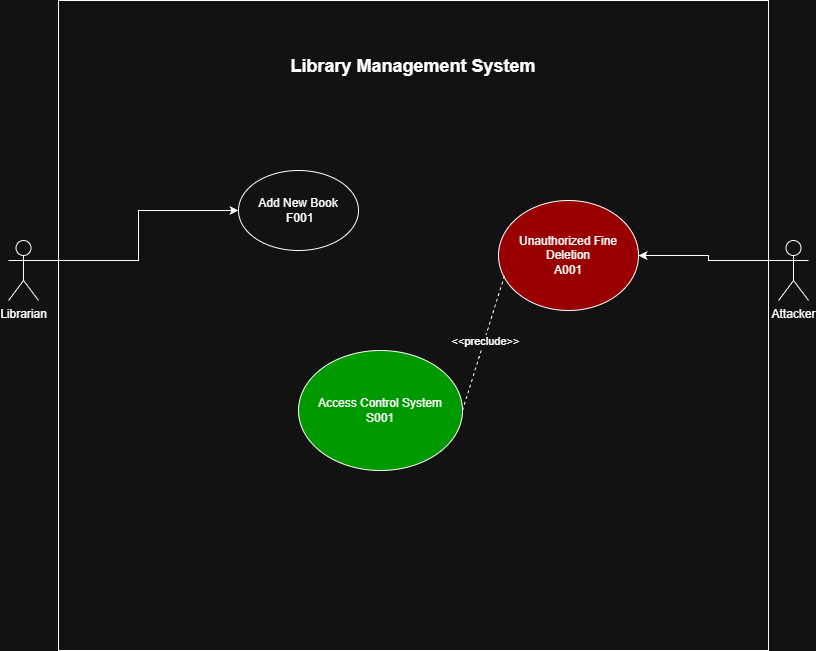 Library Management System
Add New Book
F001
Unauthorized Fine
Deletion
A001
Librarian
Attacker
<<preclude>>
Access Control System
S001